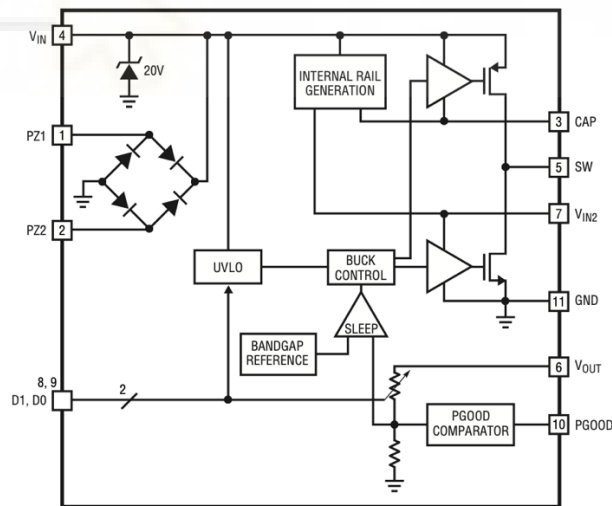 VIN 4
20V
INTERNAL RAIL
GENERATION
3 CAP
PZ1 1
5 SW
7 VIN2
PZ2 2
UVLO
BUCK
CONTROL
11 GND
SLEEP
BANDGAP
REFERENCE
6 VOUT
8, 9
D1, D0
2
PGOOD
COMPARATOR
10 PGOOD